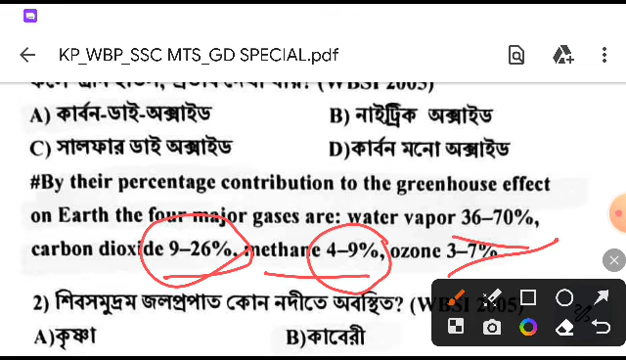 KP_WBP_SSC MTS_GD SPECIAL.pdf
(WBSI 2005)
A) কার্বন-ডাই-অক্সাইড B) নাইট্রিক অক্সাইড
C) সালফার ডাই অক্সাইড D)কার্বন মনো অক্সাইড
#By their percentage contribution to the greenhouse effect
on Earth the four major gases are: water vapor 36–70%,
carbon dioxide 9–26%, methane 4–9%, ozone 3–7%
2) শিবসমুদ্রম জলপ্রপাত কোন নদীতে অবস্থিত? (WBSI 2005)
A)কৃষ্ণা B)কাবেরী